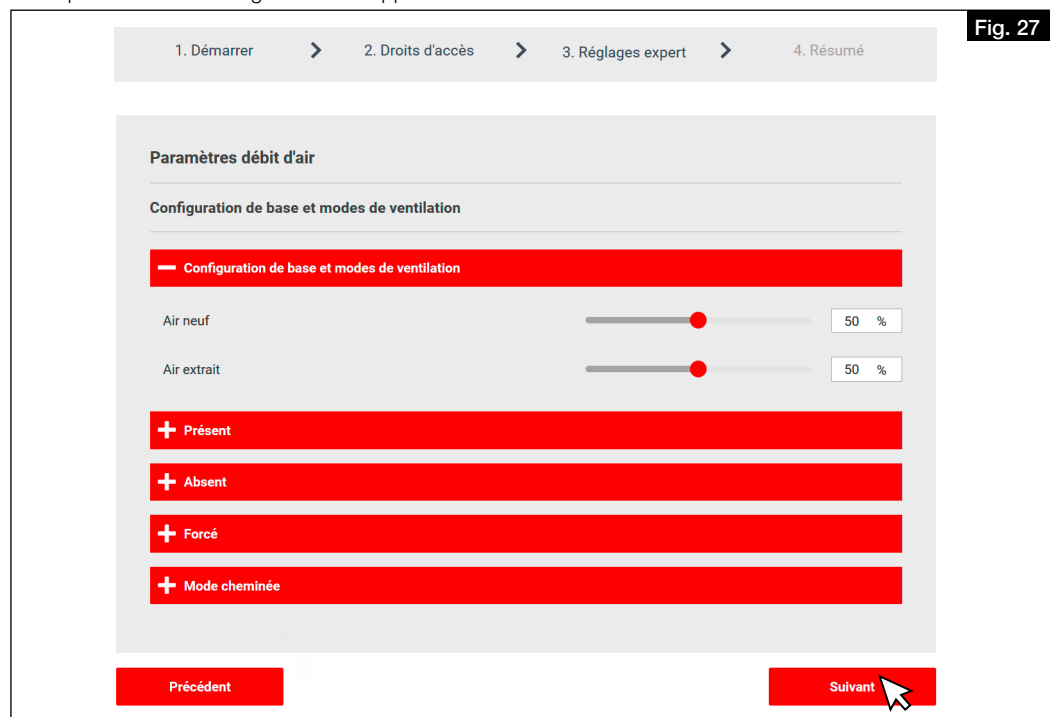 Fig. 27
1. Démarrer > 2. Droits d'accès > 3. Réglages expert > 4. Résumé
Paramètres débit d'air
Configuration de base et modes de ventilation
Configuration de base et modes de ventilation
Air neuf 50 %
Air extrait 50 %
Présent
Absent
Forcé
Mode cheminée
Précédent Suivant